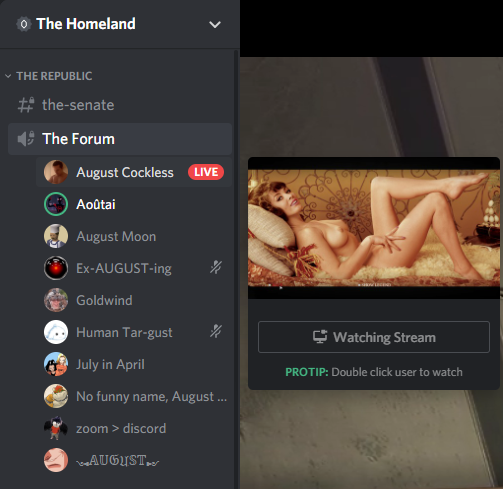 The Homeland
THE REPUBLIC
the-senate
The Forum
August Cockless LIVE
Aoûtai
August Moon
Ex-AUGUST-ing
Goldwind
Human Tar-gust
July in April
No funny name, August ...
zoom > discord
𝔸𝕌𝔾𝔘𝕊𝕋
Watching Stream
PROTIP: Double click user to watch